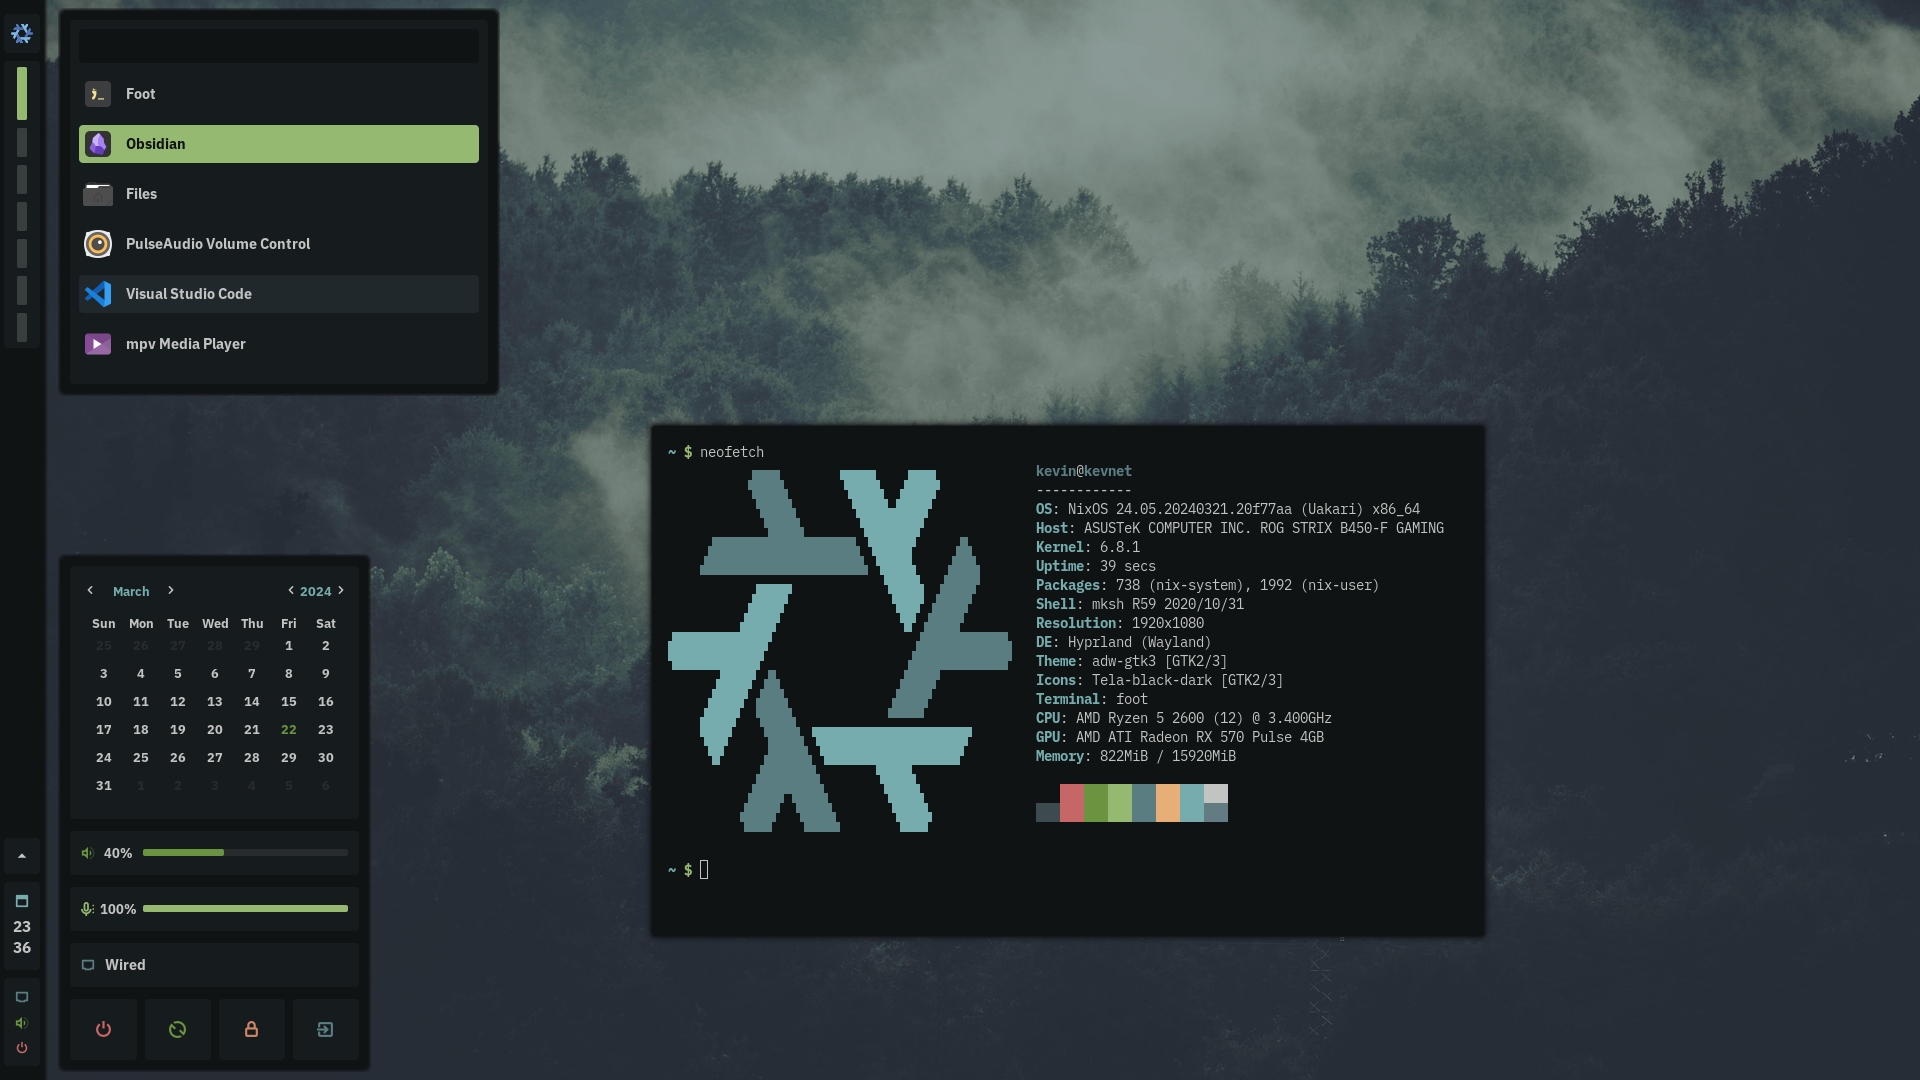 Foot
Obsidian
Files
PulseAudio Volume Control
Visual Studio Code
mpv Media Player
~ $ neofetch
kevin@kevnet
------------
OS: NixOS 24.05.20240321.20f77aa (Uakari) x86_64
Host: ASUSTeK COMPUTER INC. ROG STRIX B450-F GAMING
Kernel: 6.8.1
Uptime: 39 secs
Packages: 738 (nix-system), 1992 (nix-user)
Shell: mksh R59 2020/10/31
Resolution: 1920x1080
DE: Hyprland (Wayland)
Theme: adw-gtk3 [GTK2/3]
Icons: Tela-black-dark [GTK2/3]
Terminal: foot
CPU: AMD Ryzen 5 2600 (12) @ 3.400GHz
GPU: AMD ATI Radeon RX 570 Pulse 4GB
Memory: 822MiB / 15920MiB
~ $
March 2024
Sun Mon Tue Wed Thu Fri Sat
25 26 27 28 29 1 2
3 4 5 6 7 8 9
10 11 12 13 14 15 16
17 18 19 20 21 22 23
24 25 26 27 28 29 30
31 1 2 3 4 5 6
40%
100%
Wired
23
36